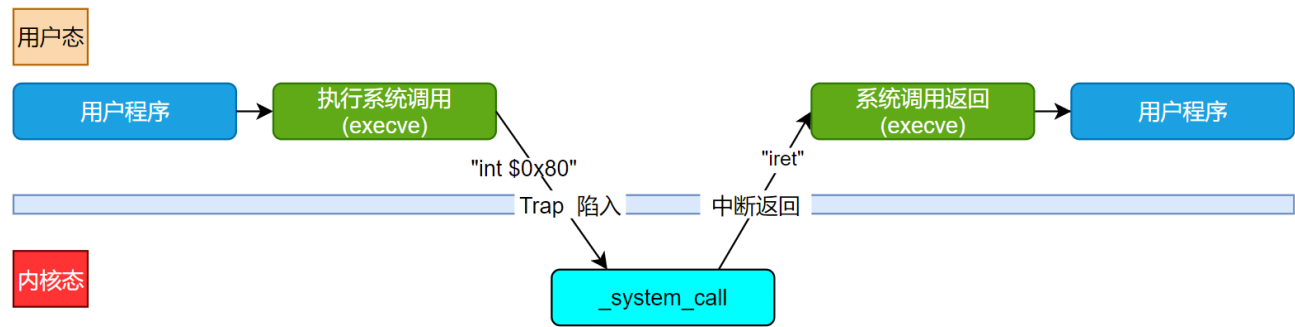 用户态
用户程序
执行系统调用
(execve)
系统调用返回
(execve)
用户程序
"int $0x80"
"iret"
Trap 陷入
中断返回
内核态
_system_call